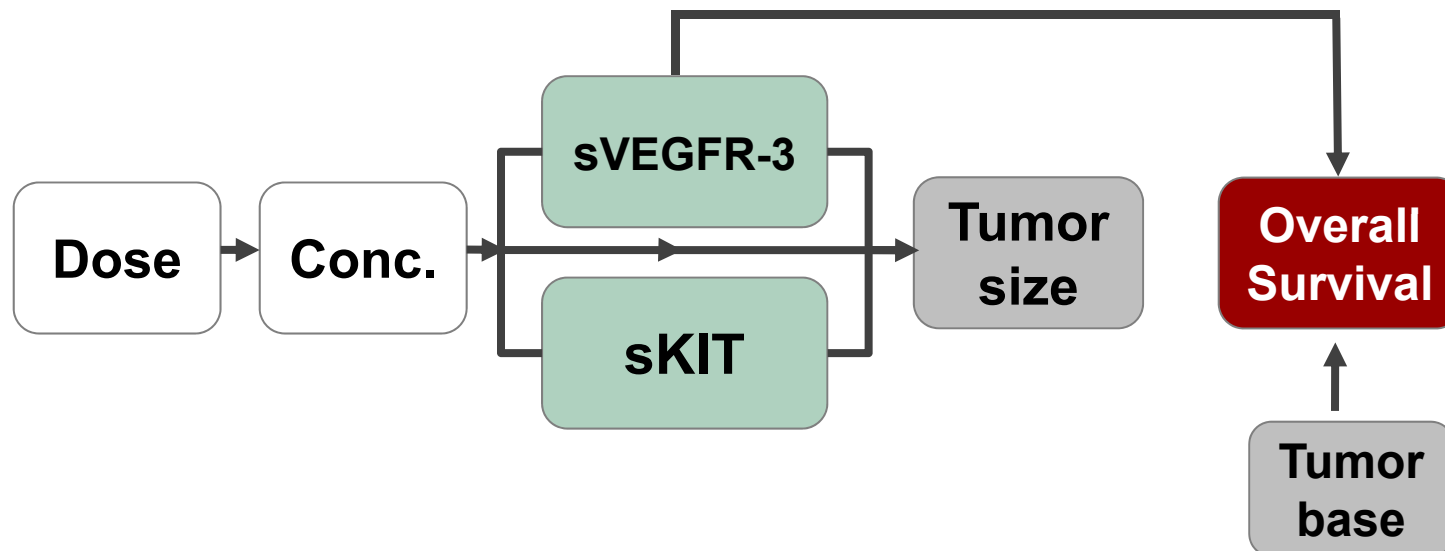 sVEGFR-3
Dose
Conc.
sKIT
Tumor
size
Overall
Survival
Tumor
base